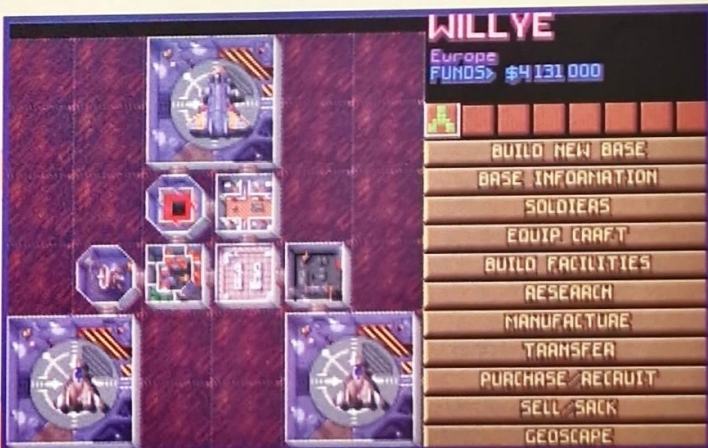 WILLYE
Europe
FUNDS> $4 131 000
BUILD NEW BASE
BASE INFORMATION
SOLDIERS
EQUIP CRAFT
BUILD FACILITIES
RESEARCH
MANUFACTURE
TRANSFER
PURCHASE/RECRUIT
SELL/SACK
GEOSCAPE